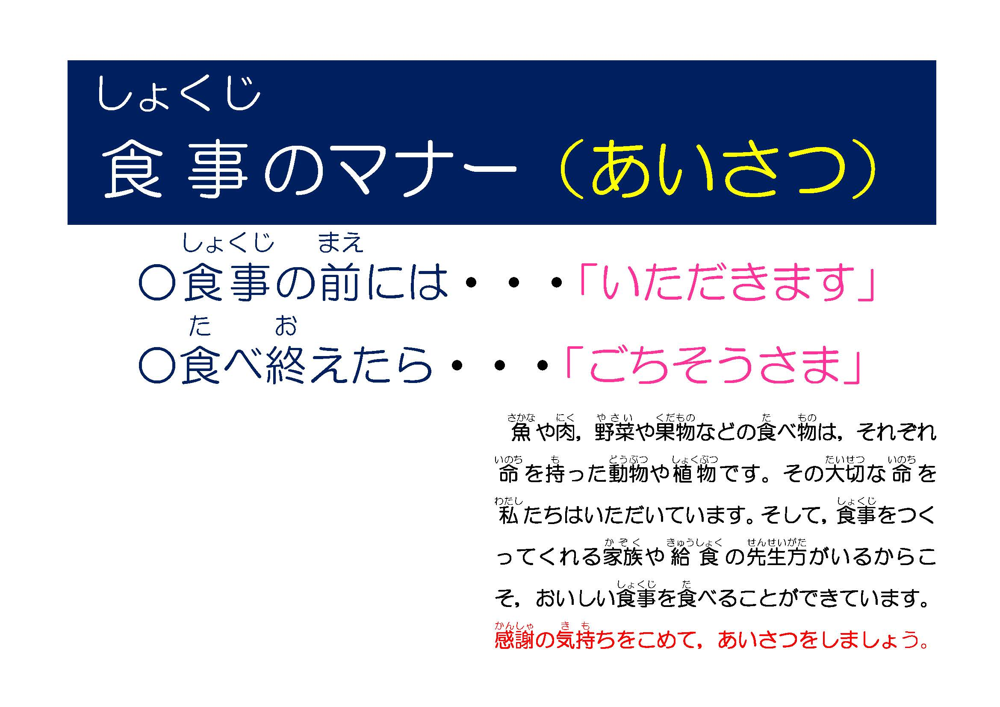 しょくじ
食事のマナー（あいさつ）
しょくじ　まえ
〇食事の前には・・・「いただきます」
た　お
〇食べ終えたら・・・「ごちそうさま」
さかな　にく　やさい　くだもの　た　もの
魚や肉，野菜や果物などの食べ物は，それぞれ
いのち　も　どうぶつ　しょくぶつ　たいせつ　いのち
命を持った動物や植物です。その大切な命を
わたし　しょくじ
私たちはいただいています。そして，食事をつく
かぞく　きゅうしょく　せんせいがた
ってくれる家族や給食の先生方がいるからこ
しょくじ　た
そ，おいしい食事を食べることができています。
かんしゃ　き　も
感謝の気持ちをこめて，あいさつをしましょう。